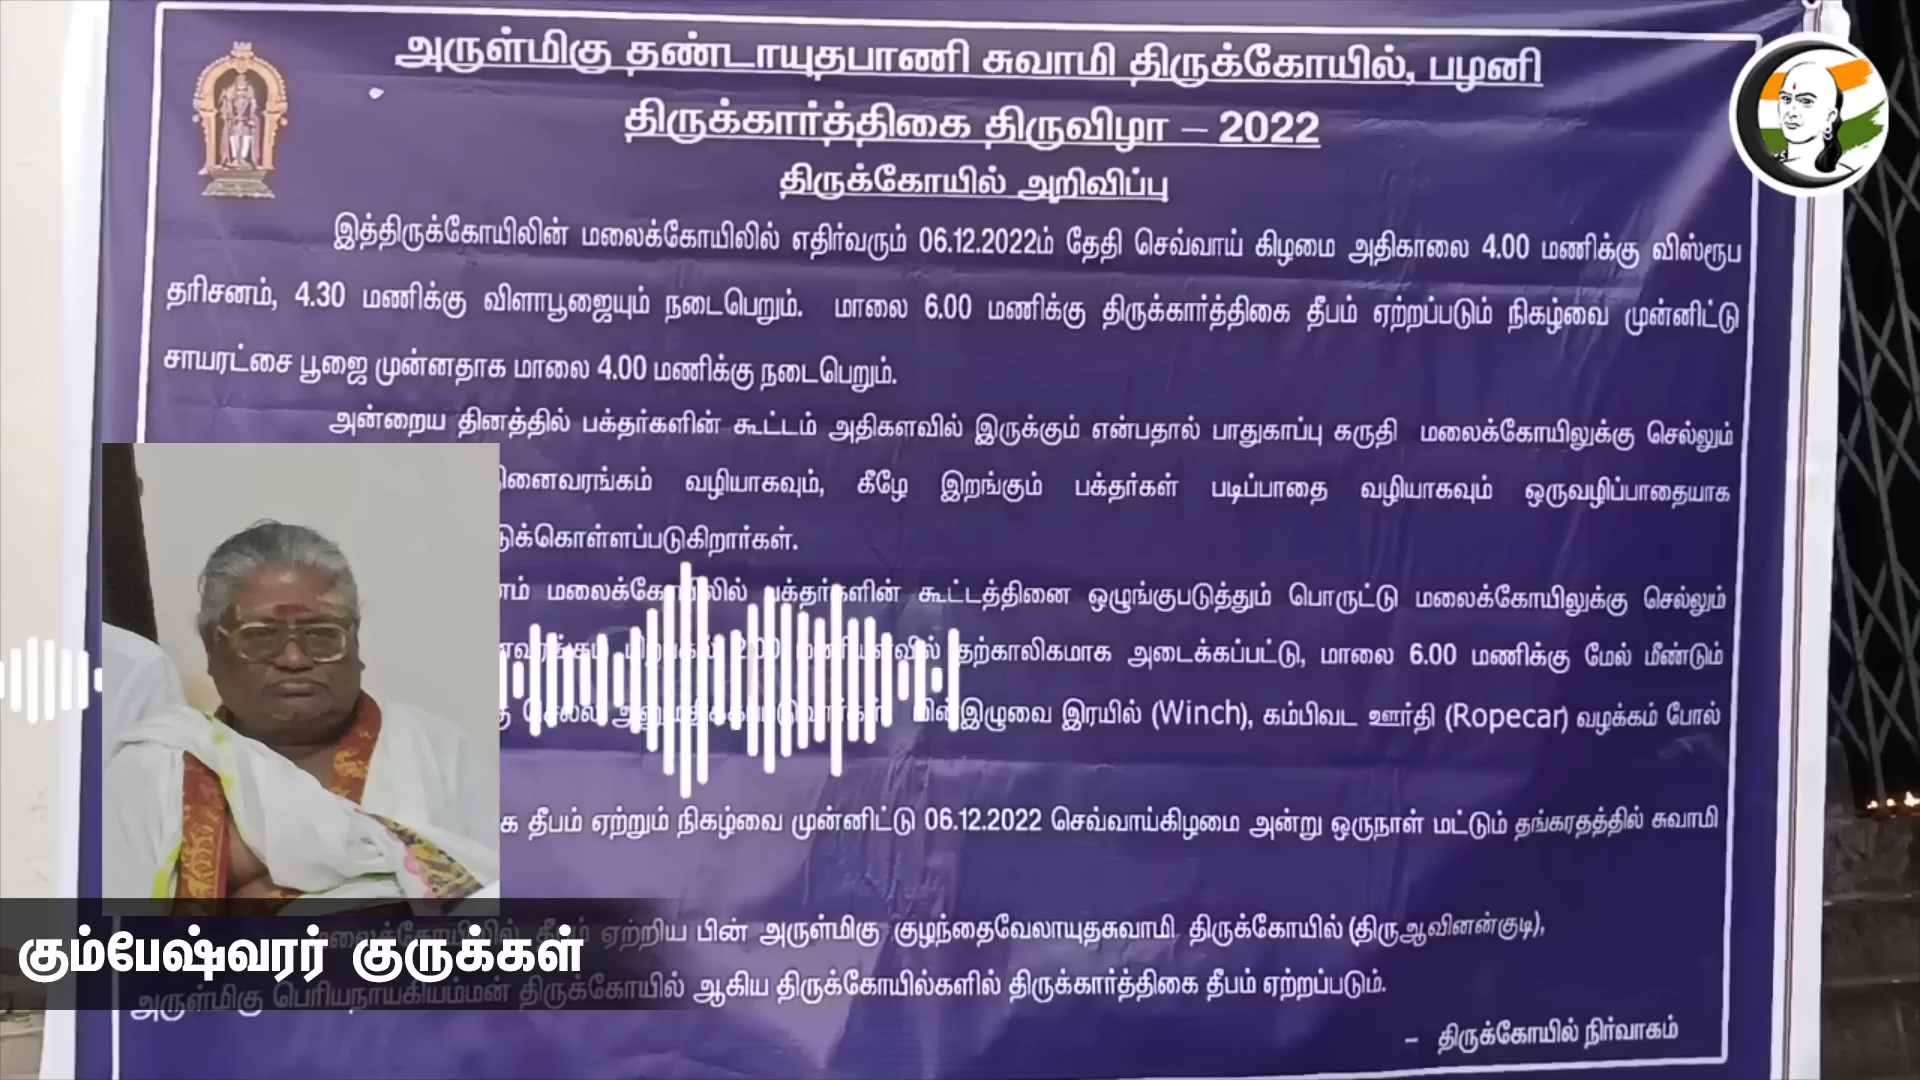 அருள்மிகு தண்டாயுதபாணி சுவாமி திருக்கோயில், பழனி
திருக்கார்த்திகை திருவிழா – 2022
திருக்கோயில் அறிவிப்பு
இத்திருக்கோயிலின் மலைக்கோயிலில் எதிர்வரும் 06.12.2022ம் தேதி செவ்வாய் கிழமை அதிகாலை 4.00 மணிக்கு விஸ்ரூப
தரிசனம், 4.30 மணிக்கு விளாபூஜையும் நடைபெறும். மாலை 6.00 மணிக்கு திருக்கார்த்திகை தீபம் ஏற்றப்படும் நிகழ்வை முன்னிட்டு
சாயரட்சை பூஜை முன்னதாக மாலை 4.00 மணிக்கு நடைபெறும்.
அன்றைய தினத்தில் பக்தர்களின் கூட்டம் அதிகளவில் இருக்கும் என்பதால் பாதுகாப்பு கருதி மலைக்கோயிலுக்கு செல்லும்
வழியாகவும், கீழே இறங்கும் பக்தர்கள் படிப்பாதை வழியாகவும் ஒருவழிப்பாதையாக
மலைக்கோயிலில் பக்தர்களின் கூட்டத்தினை ஒழுங்குபடுத்தும் பொருட்டு மலைக்கோயிலுக்கு செல்லும்
தற்காலிகமாக அடைக்கப்பட்டு, மாலை 6.00 மணிக்கு மேல் மீண்டும்
மின்இழுவை இரயில் (Winch), கம்பிவட ஊர்தி (Ropecar) வழக்கம் போல்
தீபம் ஏற்றும் நிகழ்வை முன்னிட்டு 06.12.2022 செவ்வாய்கிழமை அன்று ஒருநாள் மட்டும் தங்கரதத்தில் சுவாமி
மலைக்கோயிலில் தீபம் ஏற்றிய பின் அருள்மிகு குழந்தைவேலாயுதசுவாமி திருக்கோயில் (திருஆவினன்குடி),
கும்பேஷ்வரர் குருக்கள்
அருள்மிகு பெரியநாயகியம்மன் திருக்கோயில் ஆகிய திருக்கோயில்களில் திருக்கார்த்திகை தீபம் ஏற்றப்படும்.
– திருக்கோயில் நிர்வாகம்